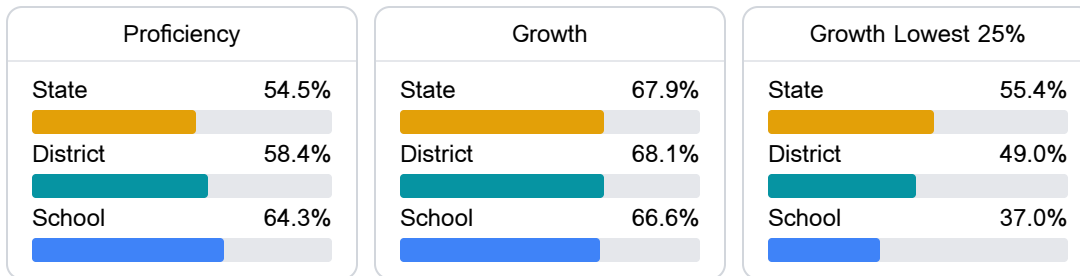 Proficiency
State 54.5%
District 58.4%
School 64.3%
Growth
State 67.9%
District 68.1%
School 66.6%
Growth Lowest 25%
State 55.4%
District 49.0%
School 37.0%